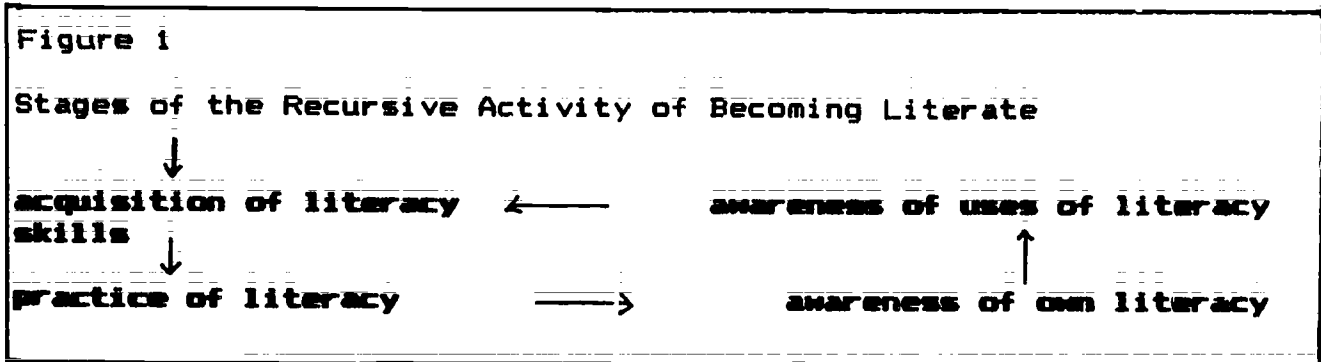 Figure 1
Stages of the Recursive Activity of Becoming Literate
acquisition of literacy awareness of uses of literacy
skills
practice of literacy awareness of own literacy